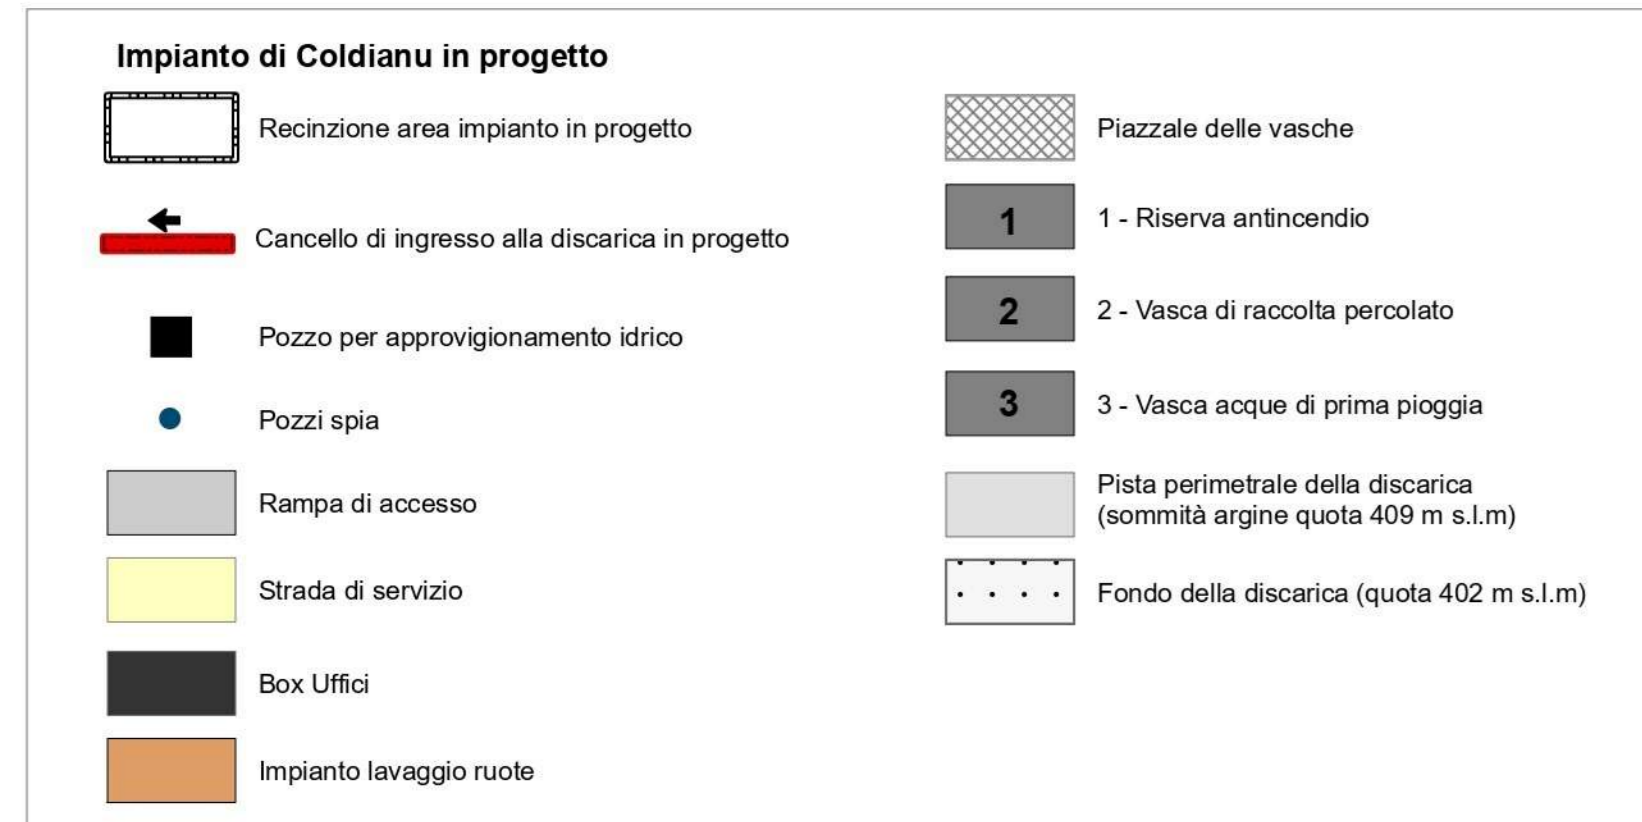 Impianto di Coldianu in progetto
Recinzione area impianto in progetto
Cancello di ingresso alla discarica in progetto
Pozzo per approvigionamento idrico
Pozzi spia
Rampa di accesso
Strada di servizio
Box Uffici
Impianto lavaggio ruote
Piazzale delle vasche
1 1 - Riserva antincendio
2 2 - Vasca di raccolta percolato
3 3 - Vasca acque di prima pioggia
Pista perimetrale della discarica
(sommità argine quota 409 m s.l.m)
Fondo della discarica (quota 402 m s.l.m)